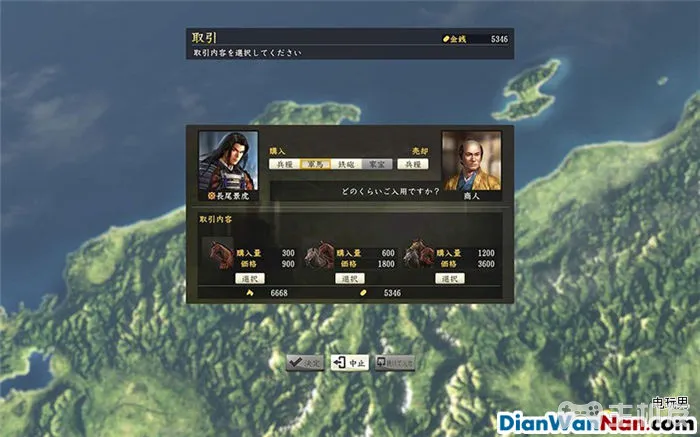 取引
金銭 5346
取引内容を選択してください
購入 売却
兵糧 軍馬 鉄砲 家宝 兵糧
どのくらいご入用ですか？
長尾景虎 商人
取引内容
購入量 300 購入量 600 購入量 1200
価格 900 価格 1800 価格 3600
選択 選択 選択
6668 5346
決定 中止
电玩男
DianWanNan.com